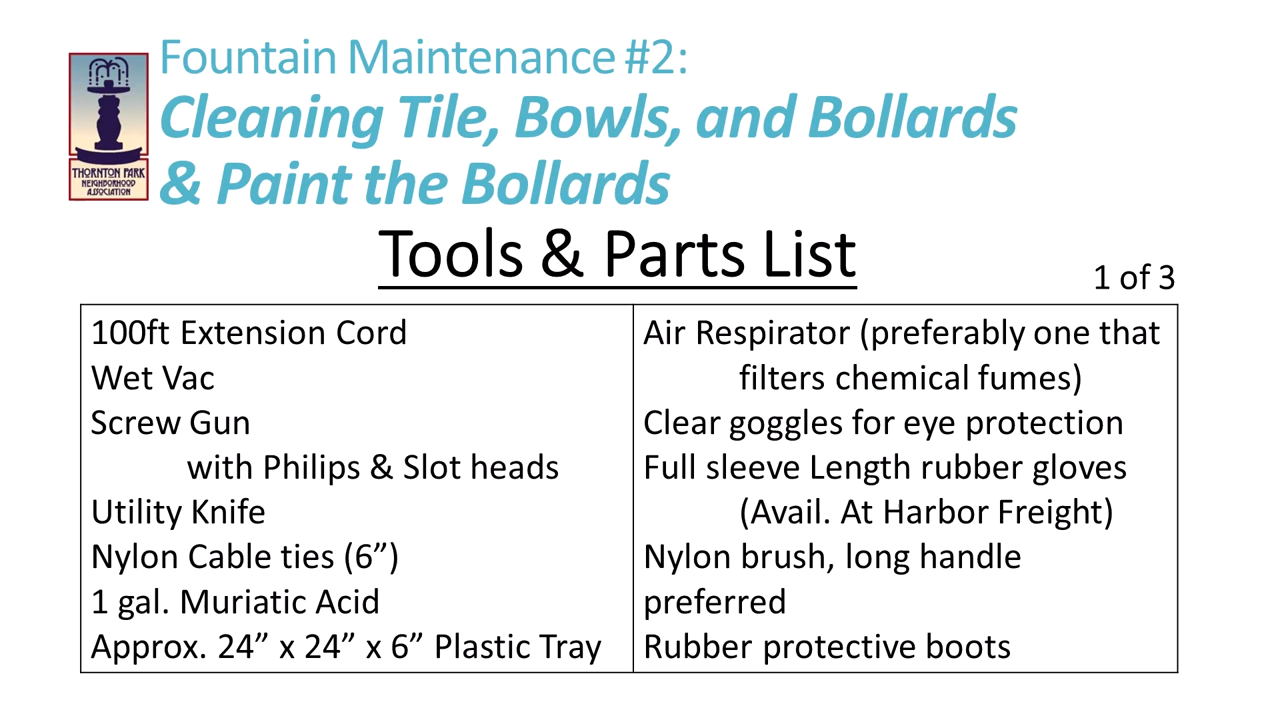 Fountain Maintenance #2:
Cleaning Tile, Bowls, and Bollards
& Paint the Bollards
THORNTON PARK
NEIGHBORHOOD
ASSOCIATION
Tools & Parts List
1 of 3
100ft Extension Cord
Wet Vac
Screw Gun
with Philips & Slot heads
Utility Knife
Nylon Cable ties (6”)
1 gal. Muriatic Acid
Approx. 24” x 24” x 6” Plastic Tray
Air Respirator (preferably one that
filters chemical fumes)
Clear goggles for eye protection
Full sleeve Length rubber gloves
(Avail. At Harbor Freight)
Nylon brush, long handle
preferred
Rubber protective boots